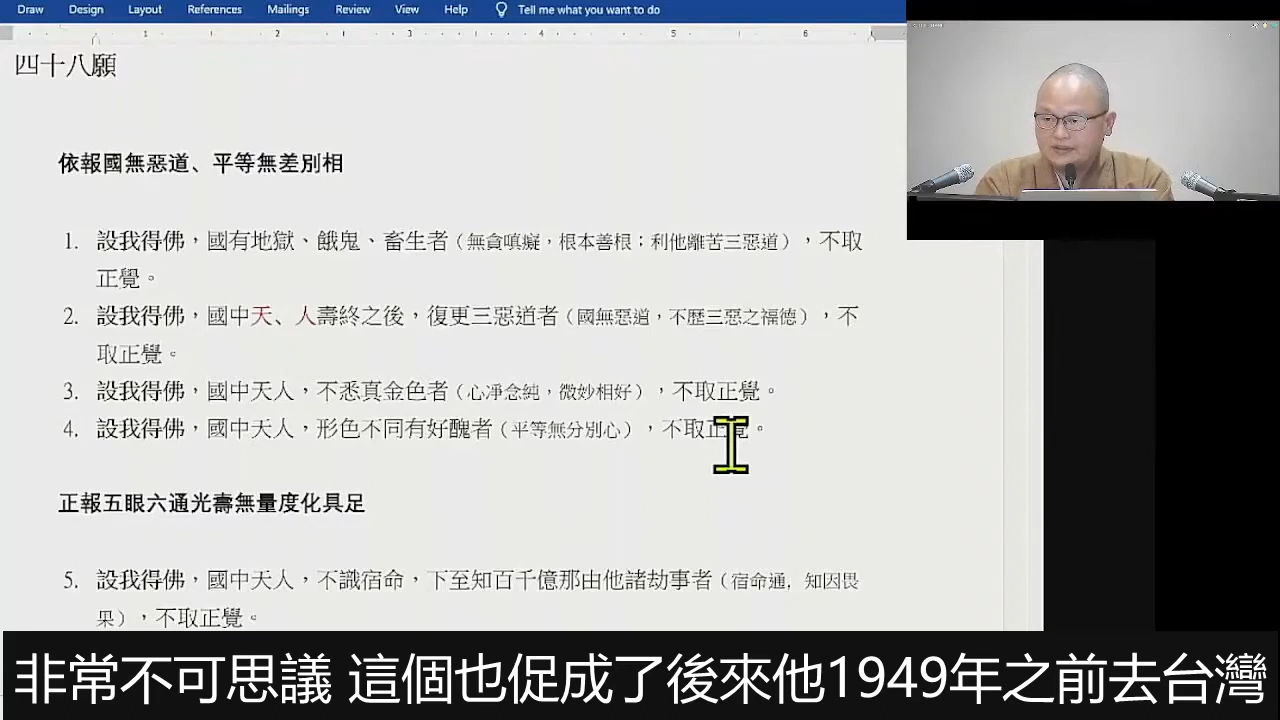 Draw Design Layout References Mailings Review View Help Tell me what you want to do
1 2 3 4 5 6
四十八願
依報國無惡道、平等無差別相
1. 設我得佛，國有地獄、餓鬼、畜生者（無貪嗔癡，根本善根；利他離苦三惡道），不取
正覺。
2. 設我得佛，國中天、人壽終之後，復更三惡道者（國無惡道，不歷三惡之福德），不
取正覺。
3. 設我得佛，國中天人，不悉真金色者（心淨念純，微妙相好），不取正覺。
4. 設我得佛，國中天人，形色不同有好醜者（平等無分別心），不取正覺。
正報五眼六通光壽無量度化具足
5. 設我得佛，國中天人，不識宿命，下至知百千億那由他諸劫事者（宿命通，知因畏
果），不取正覺。
非常不可思議 這個也促成了後來他1949年之前去台灣